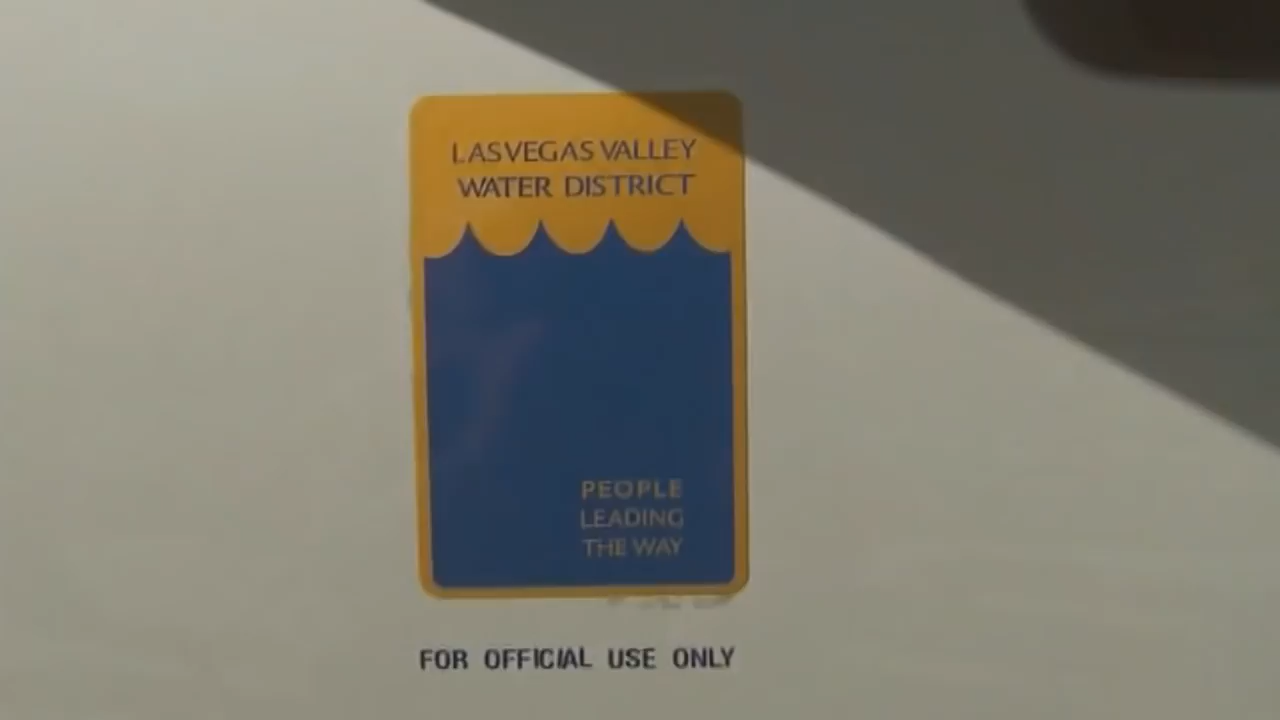 LAS VEGAS VALLEY
WATER DISTRICT
PEOPLE
LEADING
THE WAY
FOR OFFICIAL USE ONLY